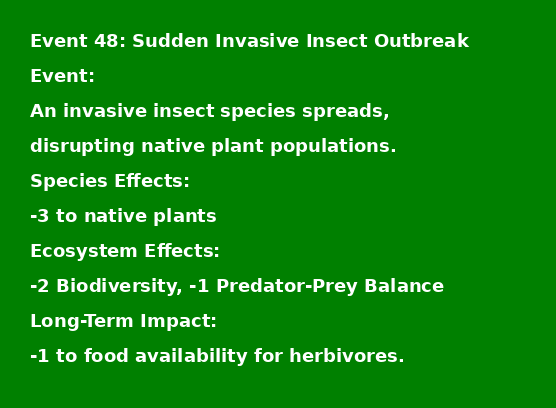 Event 48: Sudden Invasive Insect Outbreak
Event:
An invasive insect species spreads,
disrupting native plant populations.
Species Effects:
-3 to native plants
Ecosystem Effects:
-2 Biodiversity, -1 Predator-Prey Balance
Long-Term Impact:
-1 to food availability for herbivores.